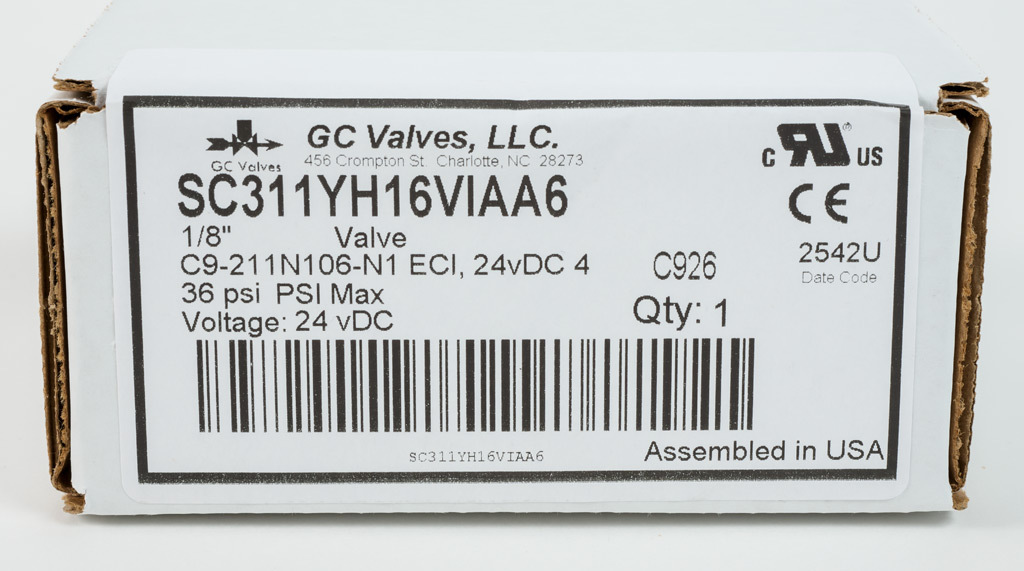 GC Valves, LLC.
GC Valves
456 Crompton St. Charlotte, NC 28273
SC311YH16VIAA6
1/8" Valve
C9-211N106-N1 ECI, 24vDC 4
36 psi PSI Max
Voltage: 24 vDC
C926
Qty: 1
c RU ® US
CE
2542U
Date Code
SC311YH16VIAA6
Assembled in USA